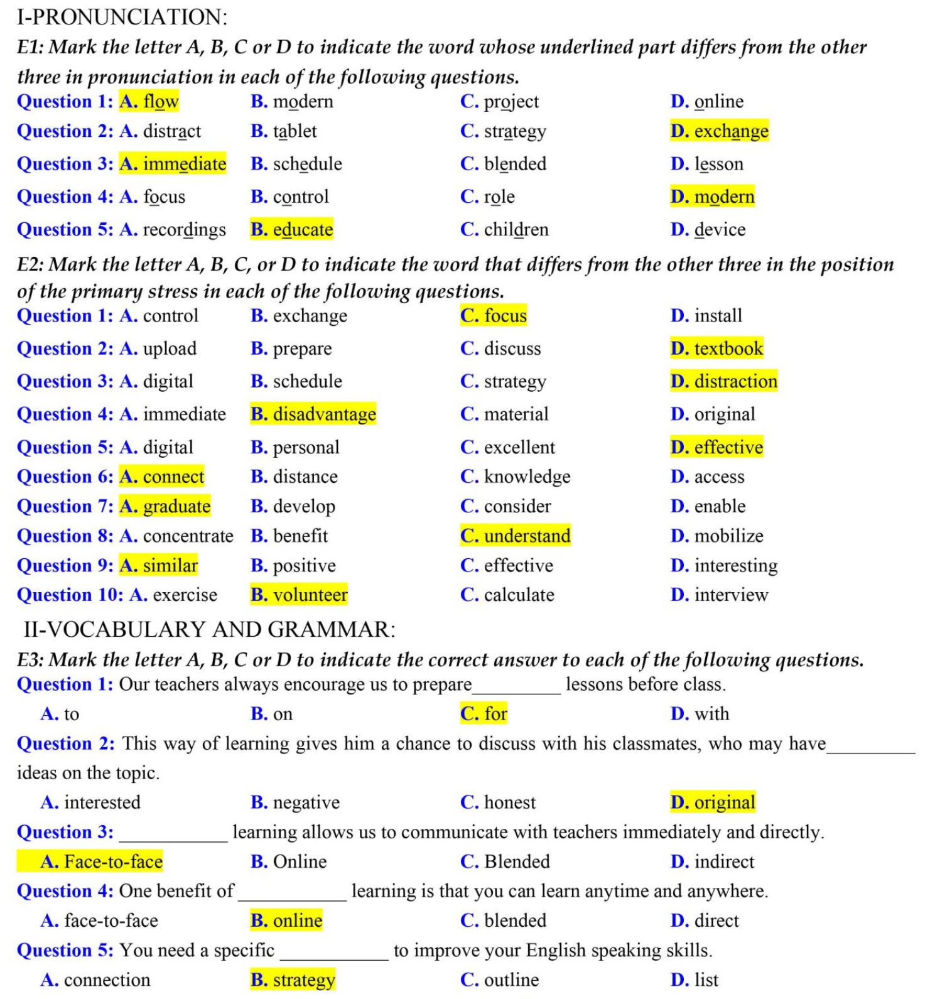 I-PRONUNCIATION:
E1: Mark the letter A, B, C or D to indicate the word whose underlined part differs from the other
three in pronunciation in each of the following questions.
Question 1: A. flow B. modern C. project D. online
Question 2: A. distract B. tablet C. strategy D. exchange
Question 3: A. immediate B. schedule C. blended D. lesson
Question 4: A. focus B. control C. role D. modern
Question 5: A. recordings B. educate C. children D. device
E2: Mark the letter A, B, C, or D to indicate the word that differs from the other three in the position
of the primary stress in each of the following questions.
Question 1: A. control B. exchange C. focus D. install
Question 2: A. upload B. prepare C. discuss D. textbook
Question 3: A. digital B. schedule C. strategy D. distraction
Question 4: A. immediate B. disadvantage C. material D. original
Question 5: A. digital B. personal C. excellent D. effective
Question 6: A. connect B. distance C. knowledge D. access
Question 7: A. graduate B. develop C. consider D. enable
Question 8: A. concentrate B. benefit C. understand D. mobilize
Question 9: A. similar B. positive C. effective D. interesting
Question 10: A. exercise B. volunteer C. calculate D. interview
II-VOCABULARY AND GRAMMAR:
E3: Mark the letter A, B, C or D to indicate the correct answer to each of the following questions.
Question 1: Our teachers always encourage us to prepare_________ lessons before class.
A. to B. on C. for D. with
Question 2: This way of learning gives him a chance to discuss with his classmates, who may have_________
ideas on the topic.
A. interested B. negative C. honest D. original
Question 3: ___________ learning allows us to communicate with teachers immediately and directly.
A. Face-to-face B. Online C. Blended D. indirect
Question 4: One benefit of ___________ learning is that you can learn anytime and anywhere.
A. face-to-face B. online C. blended D. direct
Question 5: You need a specific ___________ to improve your English speaking skills.
A. connection B. strategy C. outline D. list